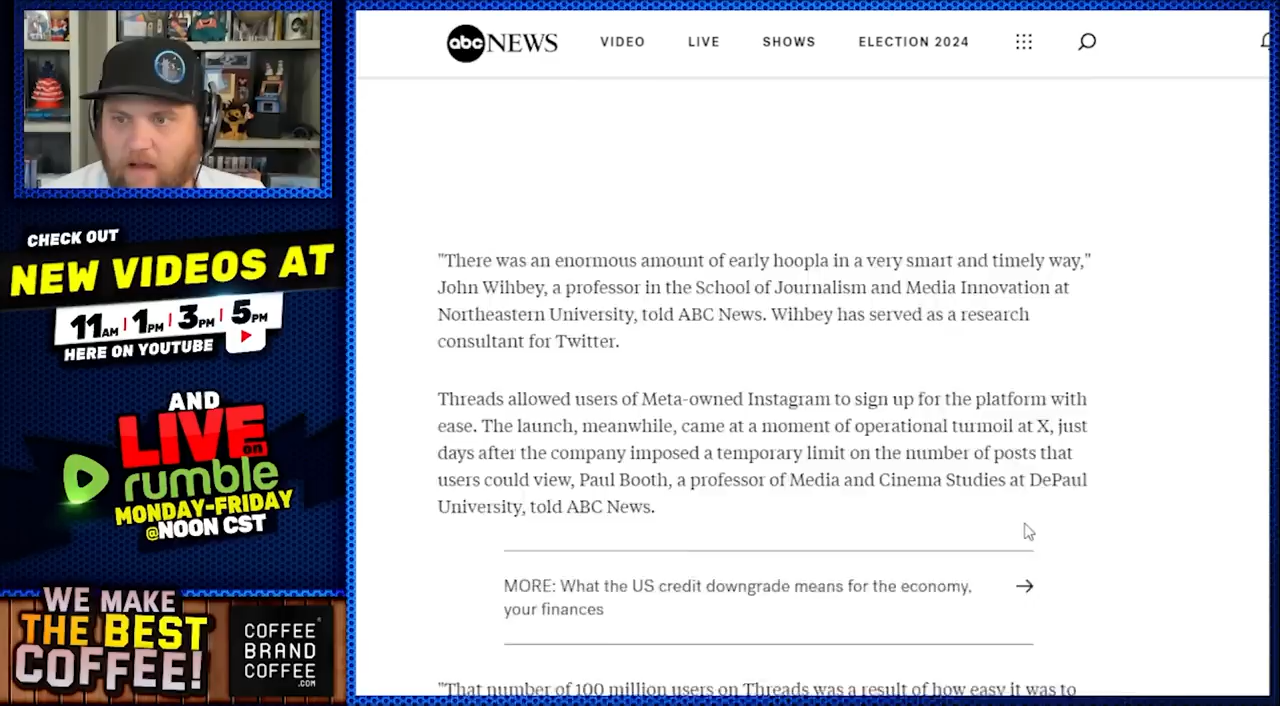 CHECK OUT
NEW VIDEOS AT
11AM | 1PM | 3PM | 5PM
HERE ON YOUTUBE
AND
LIVE on
rumble
MONDAY-FRIDAY
@NOON CST
WE MAKE
THE BEST
COFFEE!
COFFEE
BRAND
COFFEE
.COM
abc NEWS VIDEO LIVE SHOWS ELECTION 2024
"There was an enormous amount of early hoopla in a very smart and timely way,"
John Wihbey, a professor in the School of Journalism and Media Innovation at
Northeastern University, told ABC News. Wihbey has served as a research
consultant for Twitter.
Threads allowed users of Meta-owned Instagram to sign up for the platform with
ease. The launch, meanwhile, came at a moment of operational turmoil at X, just
days after the company imposed a temporary limit on the number of posts that
users could view, Paul Booth, a professor of Media and Cinema Studies at DePaul
University, told ABC News.
MORE: What the US credit downgrade means for the economy,
your finances
"That number of 100 million users on Threads was a result of how easy it was to